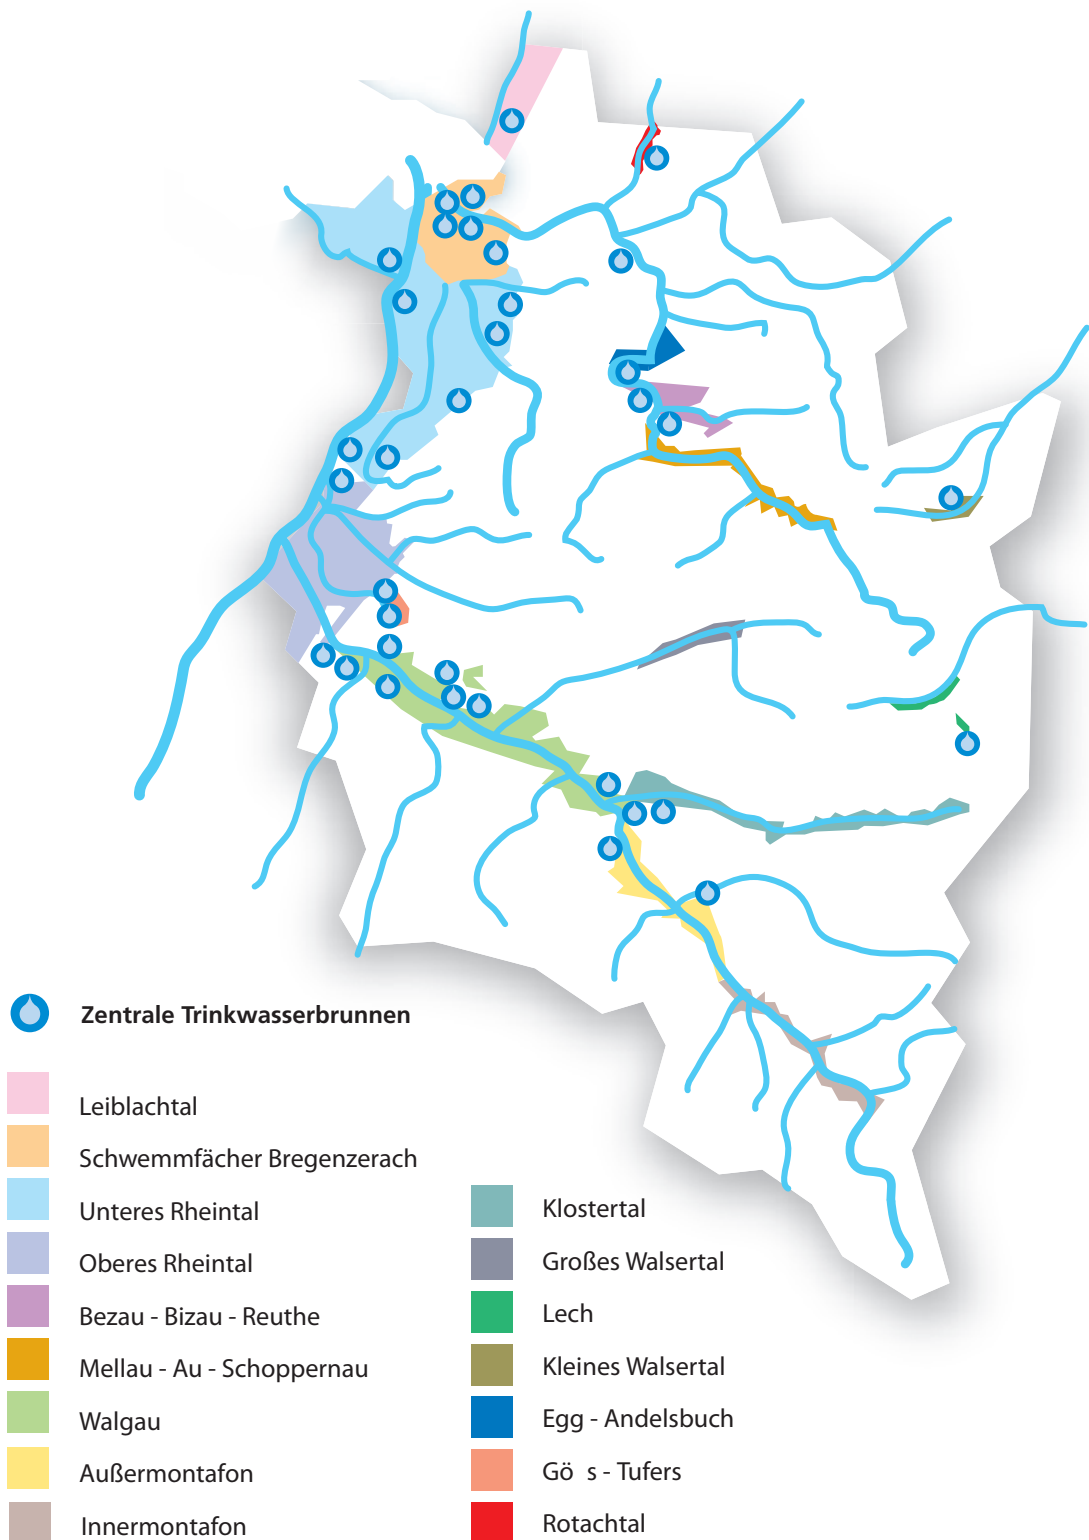 Zentrale Trinkwasserbrunnen
Leiblachtal
Schwemmfächer Bregenzerach
Unteres Rheintal
Oberes Rheintal
Bezau - Bizau - Reuthe
Mellau - Au - Schoppernau
Walgau
Außermontafon
Innermontafon
Klostertal
Großes Walsertal
Lech
Kleines Walsertal
Egg - Andelsbuch
Gö s - Tufers
Rotachtal